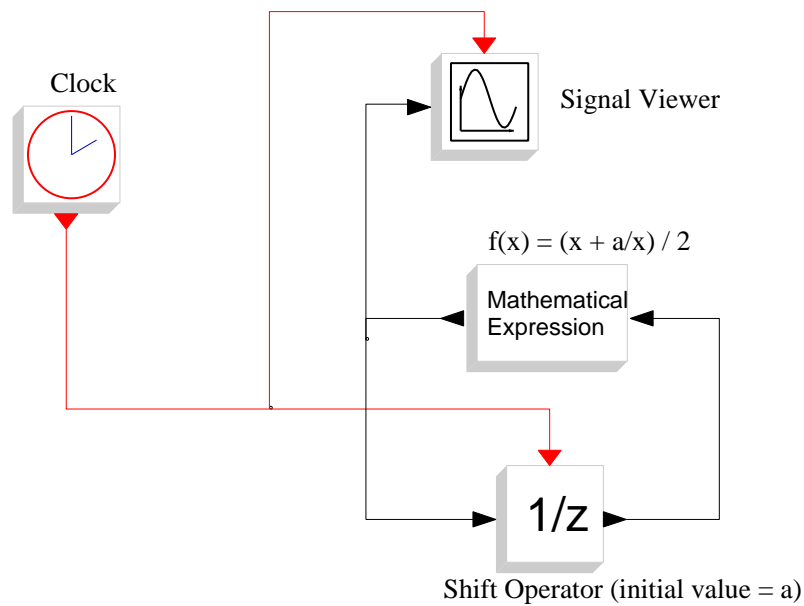 Clock
Signal Viewer
f(x) = (x + a/x) / 2
Mathematical
Expression
1/z
Shift Operator (initial value = a)